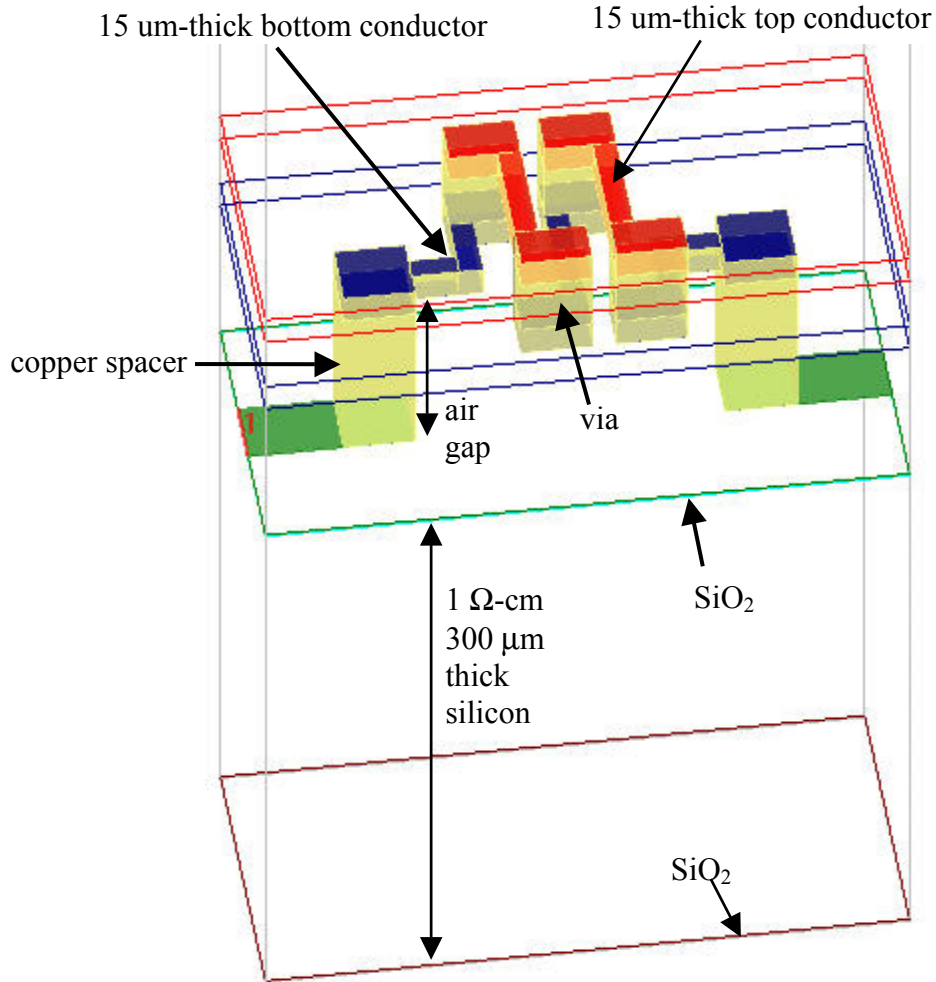 15 um-thick bottom conductor
15 um-thick top conductor
copper spacer
air
gap
via
1
SiO₂
1 Ω-cm
300 μm
thick
silicon
SiO₂